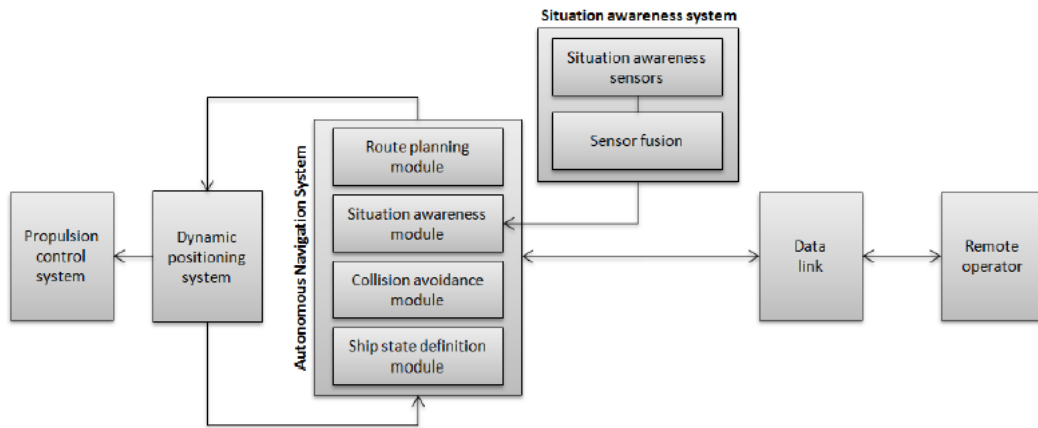 Situation awareness system
Situation awareness
sensors
Sensor fusion
Autonomous Navigation System
Route planning
module
Situation awareness
module
Collision avoidance
module
Ship state definition
module
Propulsion
control
system
Dynamic
positioning
system
Data
link
Remote
operator